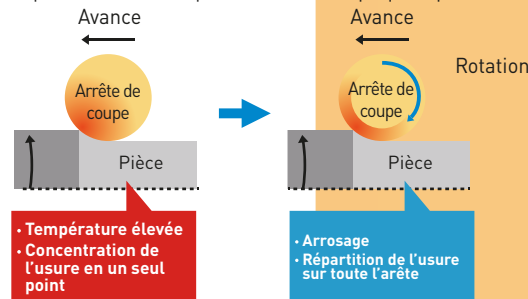 Avance
Arrête de
coupe
Pièce
· Température élevée
· Concentration de
l'usure en un seul
point
Avance
Rotation
Arrête de
coupe
Pièce
· Arrosage
· Répartition de l'usure
sur toute l'arête